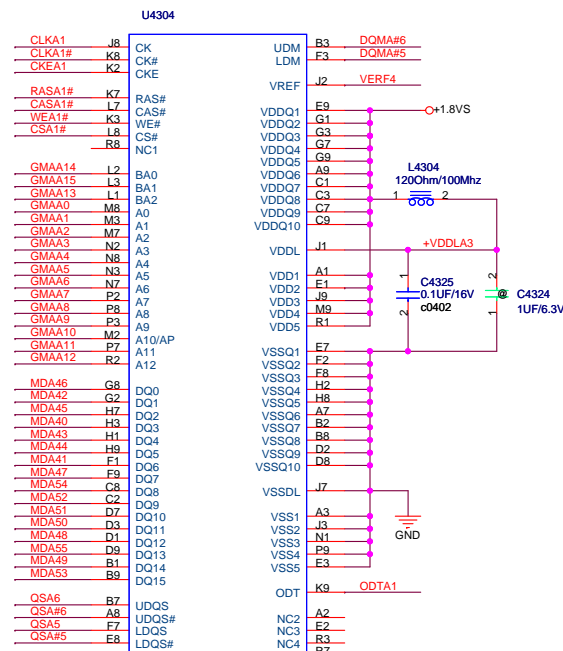 U4304
CLKA1 J8 CK UDM B3 DQMA#6
CLKA1# K8 CK# LDM F3 DQMA#5
CKEA1 K2 CKE
VREF J2 VERF4
RASA1# K7 RAS#
CASA1# L7 CAS# VDDQ1 E9 +1.8VS
WEA1# K3 WE# VDDQ2 G1
CSA1# L8 CS# VDDQ3 G3
R8 NC1 VDDQ4 G7
VDDQ5 G9
GMAA14 L2 BA0 VDDQ6 A9 L4304
GMAA15 L3 BA1 VDDQ7 C1 120Ohm/100Mhz
GMAA13 L1 BA2 VDDQ8 C3 1 2
GMAA0 M8 A0 VDDQ9 C7
GMAA1 M3 A1 VDDQ10 C9
GMAA2 M7 A2
GMAA3 N2 A3 VDDL J1 +VDDLA3
GMAA4 N8 A4
GMAA5 N3 A5 VDD1 A1 1 2
GMAA6 N7 A6 VDD2 E1 C4325 C4324
GMAA7 P2 A7 VDD3 J9 0.1UF/16V @ 1UF/6.3V
GMAA8 P8 A8 VDD4 M9 c0402
GMAA9 P3 A9 VDD5 R1 2 1
GMAA10 M2 A10/AP
GMAA11 P7 A11 VSSQ1 E7
GMAA12 R2 A12 VSSQ2 F2
VSSQ3 F8
MDA46 G8 DQ0 VSSQ4 H2
MDA42 G2 DQ1 VSSQ5 H8
MDA45 H7 DQ2 VSSQ6 A7
MDA40 H3 DQ3 VSSQ7 B2
MDA43 H1 DQ4 VSSQ8 B8
MDA44 H9 DQ5 VSSQ9 D2
MDA41 F1 DQ6 VSSQ10 D8
MDA47 F9 DQ7
MDA54 C8 DQ8 VSSDL J7
MDA52 C2 DQ9
MDA51 D7 DQ10 VSS1 A3
MDA50 D3 DQ11 VSS2 J3
MDA48 D1 DQ12 VSS3 N1 GND
MDA55 D9 DQ13 VSS4 P9
MDA49 B1 DQ14 VSS5 E3
MDA53 B9 DQ15
ODT K9 ODTA1
QSA6 B7 UDQS
QSA#6 A8 UDQS# NC2 A2
QSA5 F7 LDQS NC3 E2
QSA#5 E8 LDQS# NC4 R3